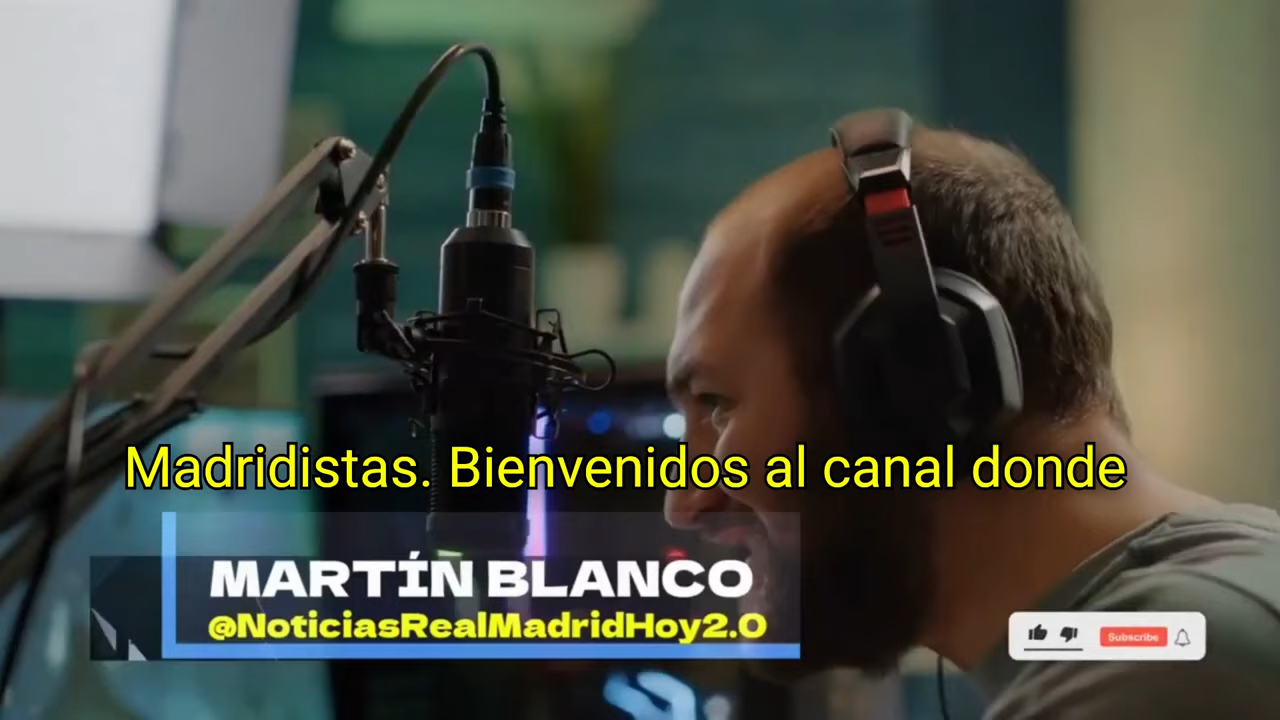 Madridistas. Bienvenidos al canal donde
MARTÍN BLANCO
@NoticiasRealMadridHoy2.0
Subscribe